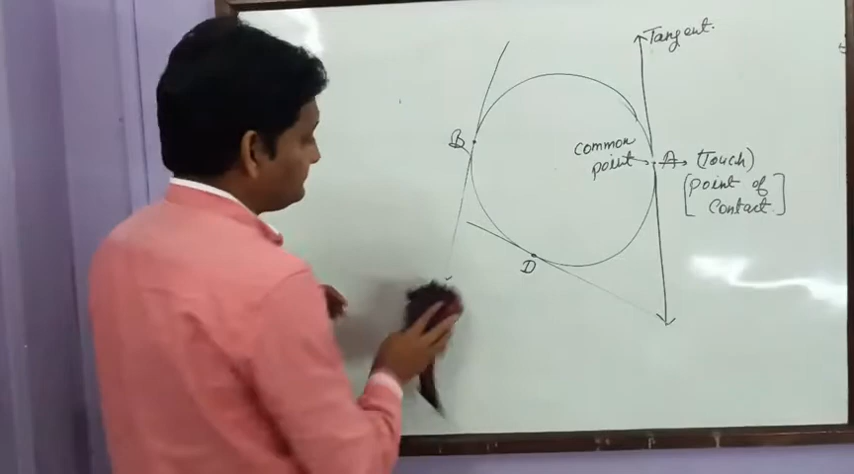 Tangent.
B
common
point
A
(Touch)
[point of
contact.]
D